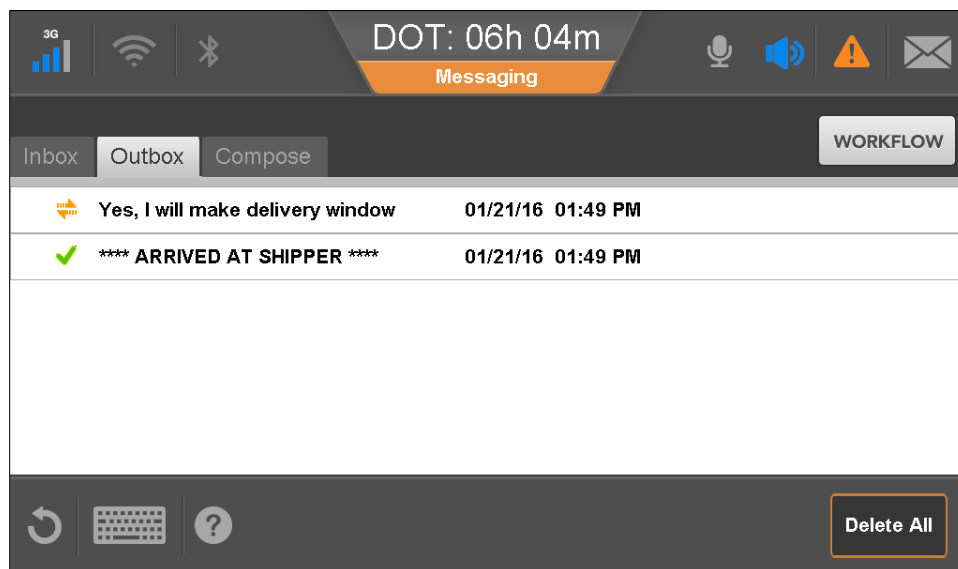 3G
DOT: 06h 04m
Messaging
WORKFLOW
Inbox Outbox Compose
Yes, I will make delivery window 01/21/16 01:49 PM
**** ARRIVED AT SHIPPER **** 01/21/16 01:49 PM
?
Delete All